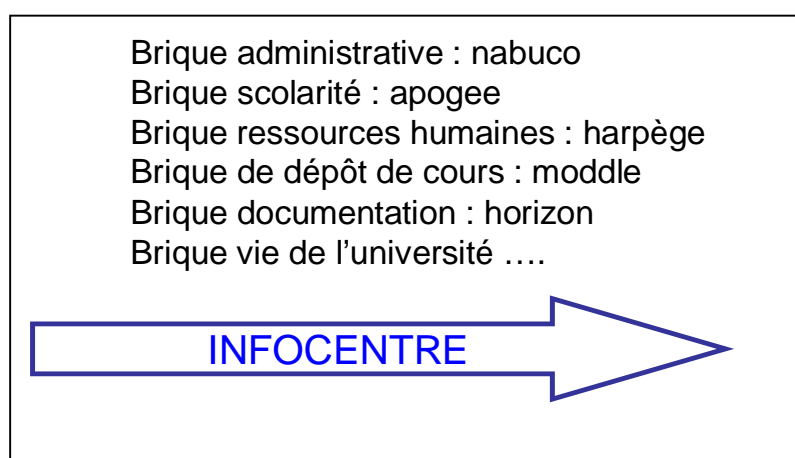 Brique administrative : nabuco
Brique scolarité : apogee
Brique ressources humaines : harpège
Brique de dépôt de cours : moddle
Brique documentation : horizon
Brique vie de l’université ….
INFOCENTRE